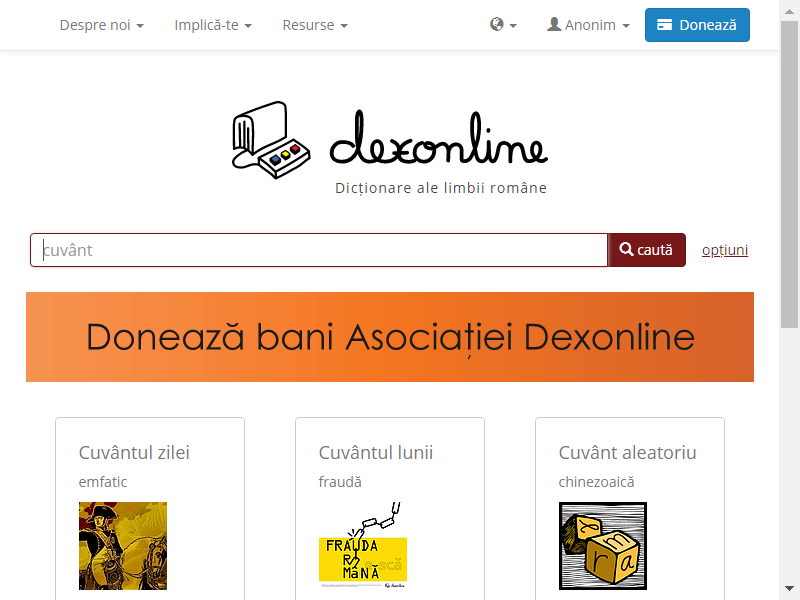 Despre noi Implică-te Resurse Anonim Donează
dexonline
Dicționare ale limbii române
cuvânt caută opțiuni
Donează bani Asociației Dexonline
Cuvântul zilei Cuvântul lunii Cuvânt aleatoriu
emfatic fraudă chinezoaică
FRAUDA
RO
MâNĂ